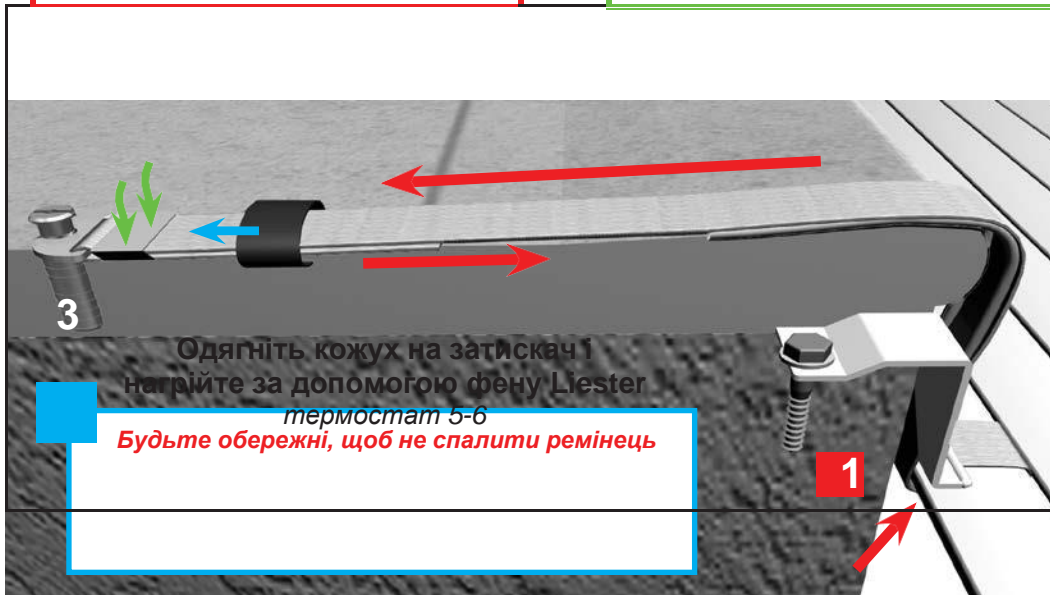 3
Одягніть кожух на затискач і
нагрійте за допомогою фену Liester
термостат 5-6
Будьте обережні, щоб не спалити ремінець
1